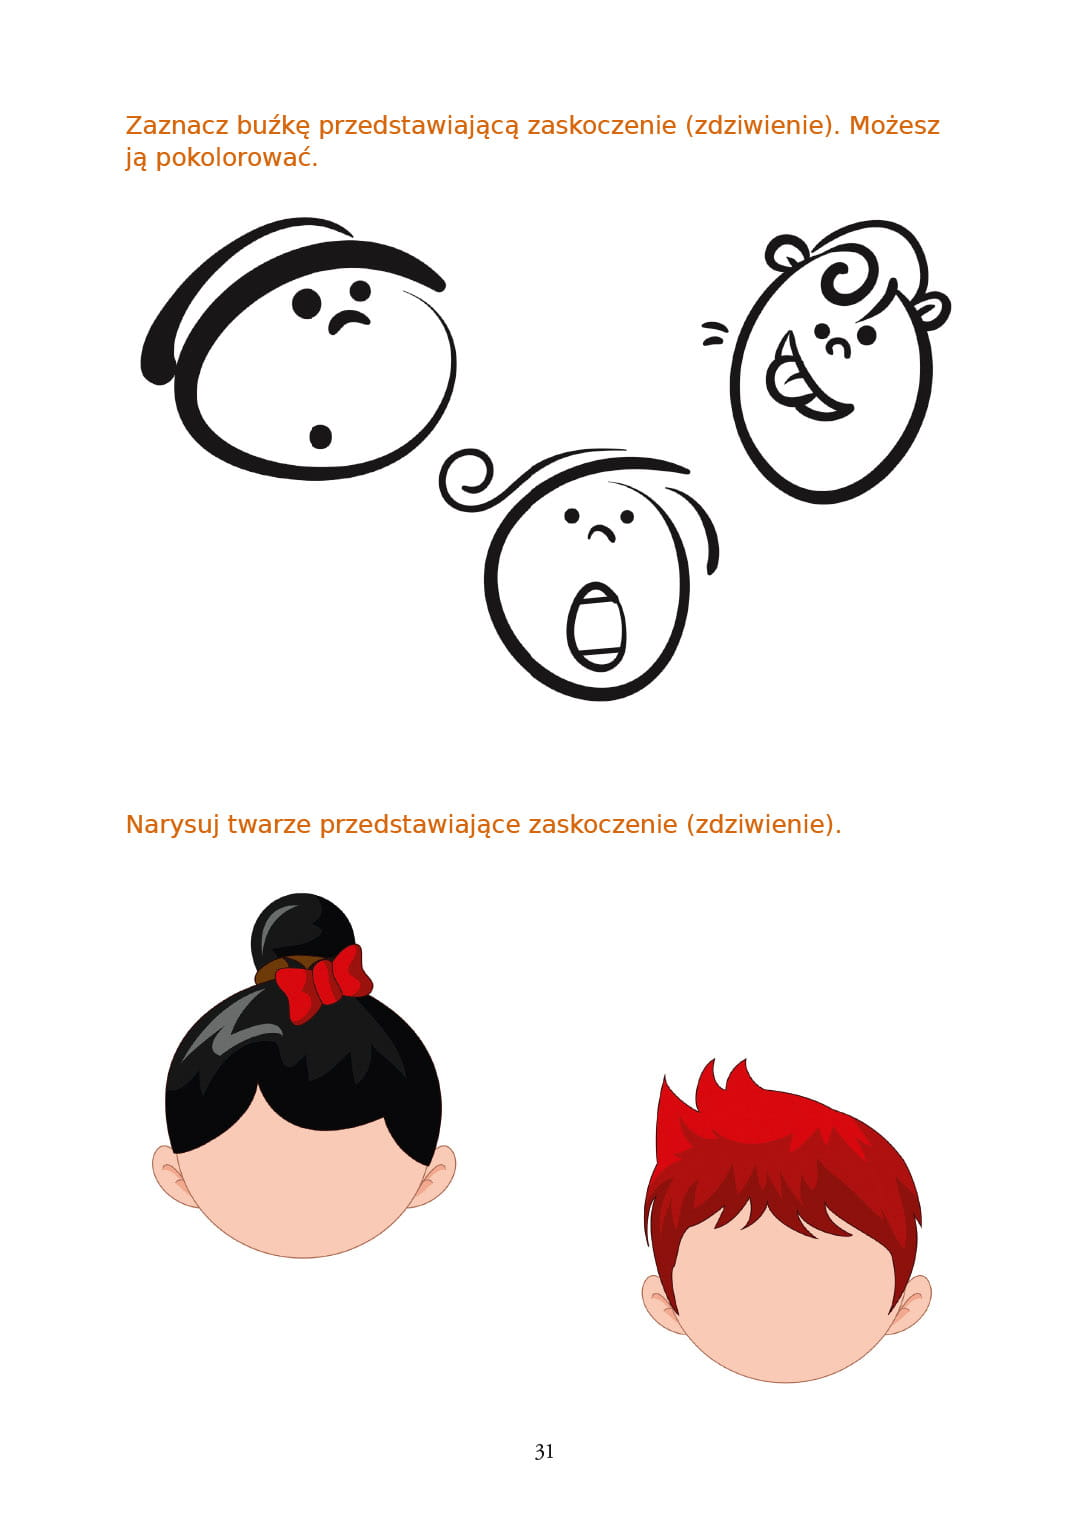 Zaznacz buźkę przedstawiającą zaskoczenie (zdziwienie). Możesz
ją pokolorować.
Narysuj twarze przedstawiające zaskoczenie (zdziwienie).
31